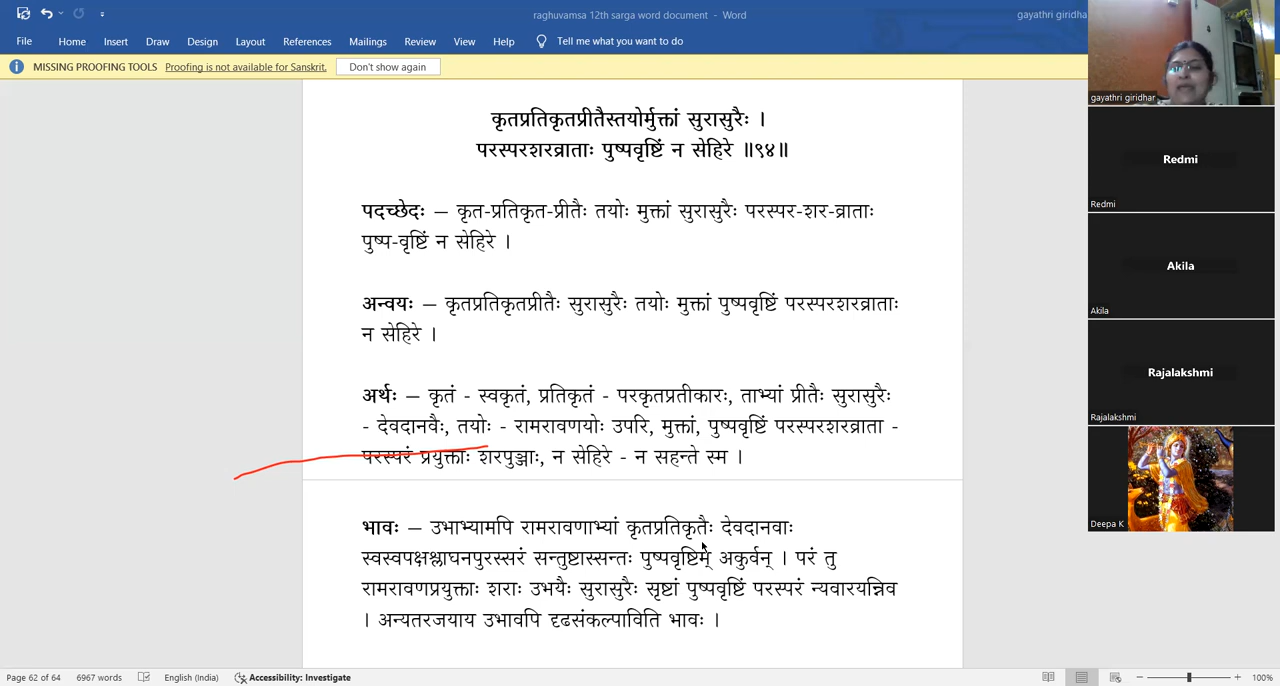 raghuvamsa 12th sarga word document - Word
gayathri giridha
File Home Insert Draw Design Layout References Mailings Review View Help Tell me what you want to do
MISSING PROOFING TOOLS Proofing is not available for Sanskrit. Don't show again
gayathri giridhar
कृतप्रतिकृतप्रीतैस्तयोर्मुक्तां सुरासुरैः ।
परस्परशरव्राताः पुष्पवृष्टिं न सेहिरे ॥९४॥
Redmi
Redmi
पदच्छेदः – कृत-प्रतिकृत-प्रीतैः तयोः मुक्तां सुरासुरैः परस्पर-शर-व्राताः
पुष्प-वृष्टिं न सेहिरे ।
Akila
Akila
अन्वयः – कृतप्रतिकृतप्रीतैः सुरासुरैः तयोः मुक्तां पुष्पवृष्टिं परस्परशरव्राताः
न सेहिरे ।
Rajalakshmi
Rajalakshmi
अर्थः – कृतं - स्वकृतं, प्रतिकृतं - परकृतप्रतीकारः, ताभ्यां प्रीतैः सुरासुरैः
- देवदानवैः, तयोः - रामरावणयोः उपरि, मुक्तां, पुष्पवृष्टिं परस्परशरव्राता -
परस्परं प्रयुक्ताः शरपुञ्जाः, न सेहिरे - न सहन्ते स्म ।
Deepa K
भावः – उभाभ्यामपि रामरावणाभ्यां कृतप्रतिकृतैः देवदानवाः
स्वस्वपक्षश्लाघनपुरस्सरं सन्तुष्टास्सन्तः पुष्पवृष्टिम् अकुर्वन् । परं तु
रामरावणप्रयुक्ताः शराः उभयैः सुरासुरैः सृष्टां पुष्पवृष्टिं परस्परं न्यवारयन्निव
। अन्यतरजयाय उभावपि दृढसंकल्पाविति भावः ।
Page 62 of 64 6967 words English (India) Accessibility: Investigate 100%